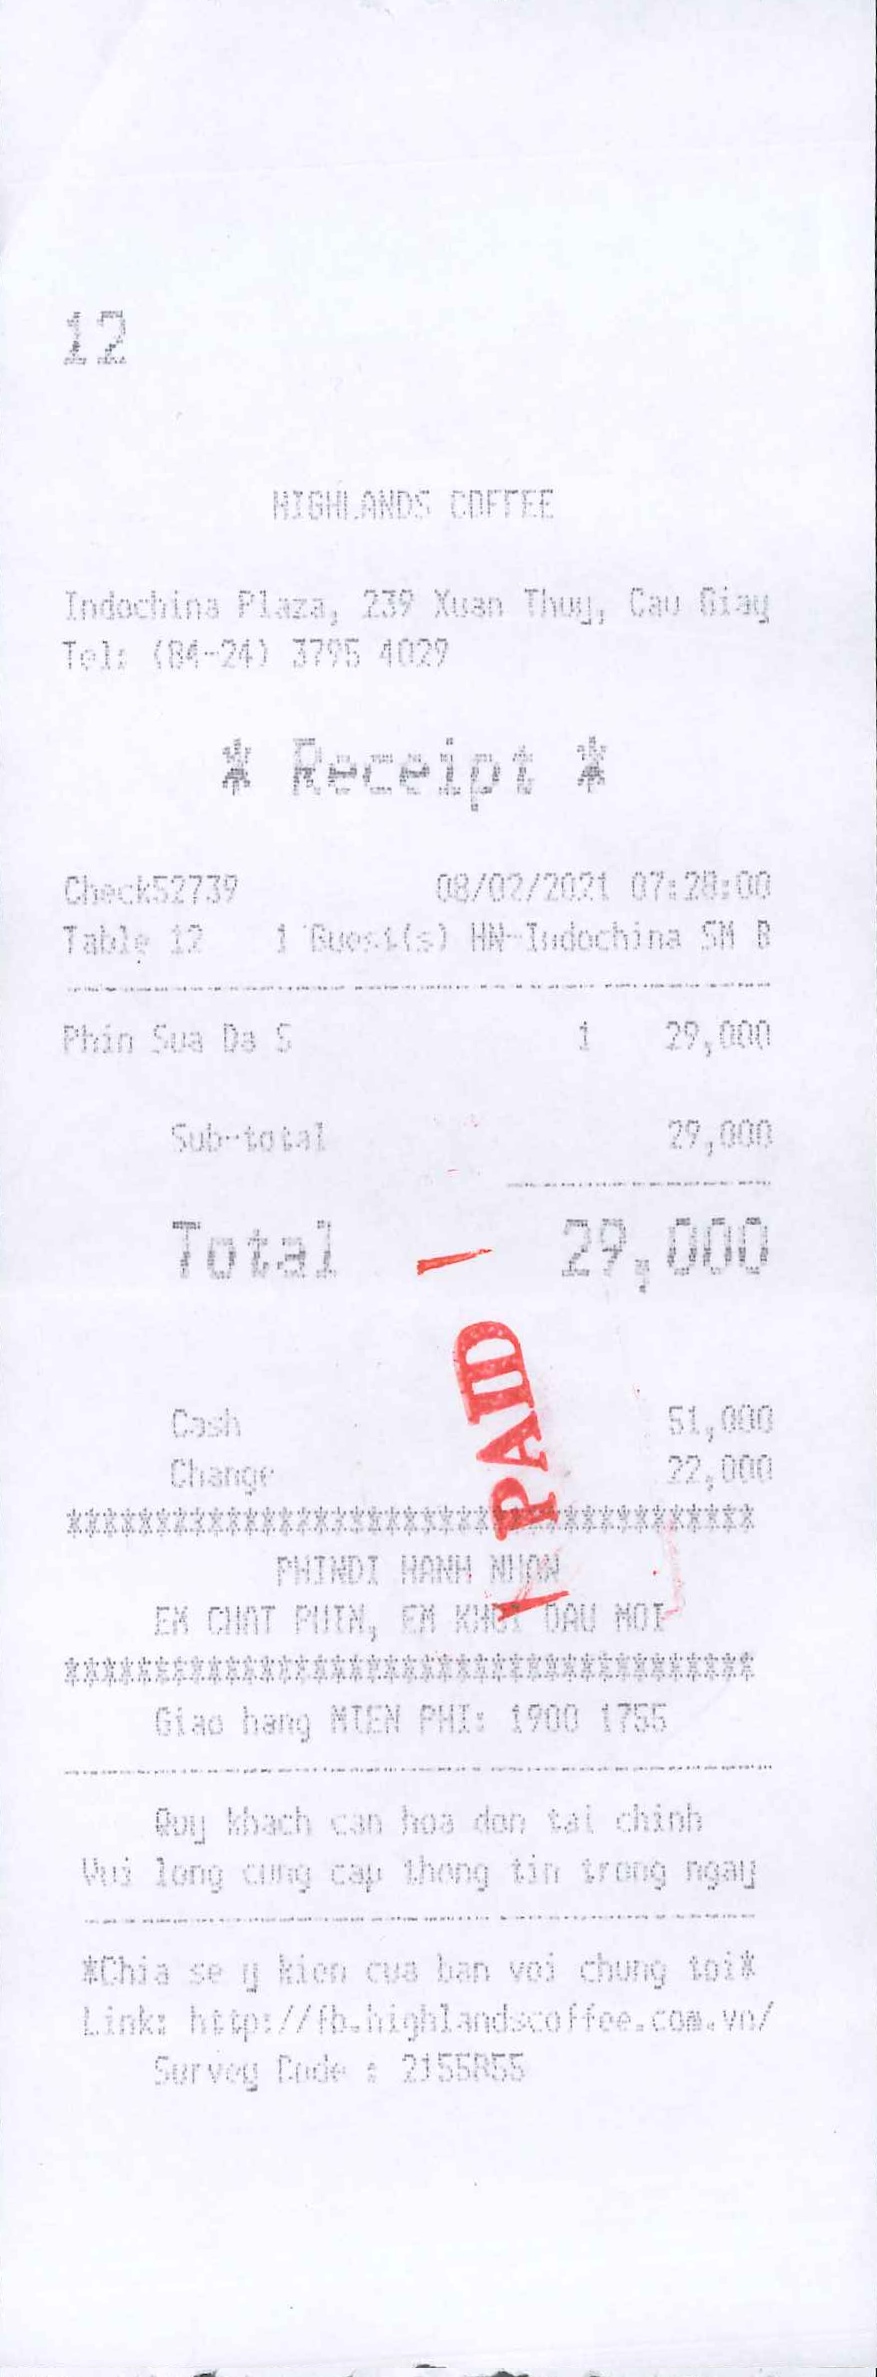 12
HIGHLANDS COFFEE
Indochina Plaza, 239 Xuan Thuy, Cau Giay
Tel: (84-24) 3795 4029
* Receipt *
Check52739 08/02/2021 07:28:00
Table 12 1 Guest(s) HN-Indochina SM B
Phin Sua Da S 1 29,000
Sub-total 29,000
Total 29,000
PAID
Cash 51,000
Change 22,000
***************************************
PHINDI HANH NHAN
EM CHAT PHIN, EM KHOI DAU MOI
***************************************
Giao hang MIEN PHI: 1900 1755
Quy khach can hoa don tai chinh
Vui long cung cap thong tin trong ngay
*Chia se y kien cua ban voi chung toi*
Link: http://fb.highlandscoffee.com.vn/
Survey Code :